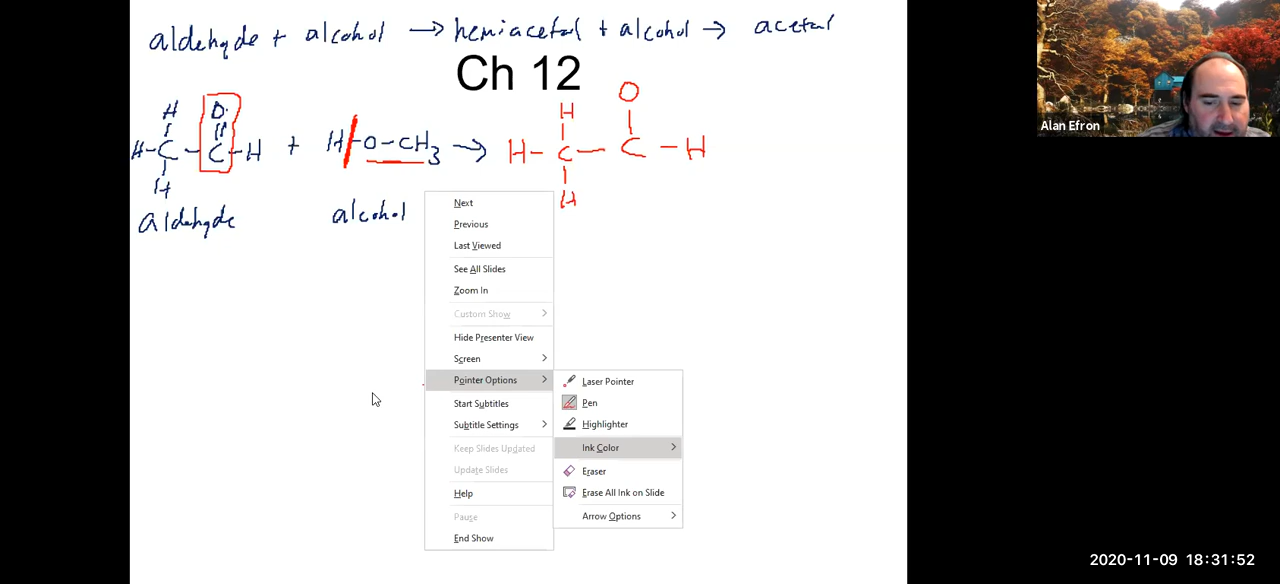 aldehyde + alcohol → hemiacetal + alcohol → acetal
Ch 12
H O H O
H-C-C-H + H-O-CH3 → H-C-C-H
H H
aldehyde alcohol
Next
Previous
Last Viewed
See All Slides
Zoom In
Custom Show
Hide Presenter View
Screen
Pointer Options
Start Subtitles
Subtitle Settings
Keep Slides Updated
Update Slides
Help
Pause
End Show
Laser Pointer
Pen
Highlighter
Ink Color
Eraser
Erase All Ink on Slide
Arrow Options
Alan Efron
2020-11-09 18:31:52